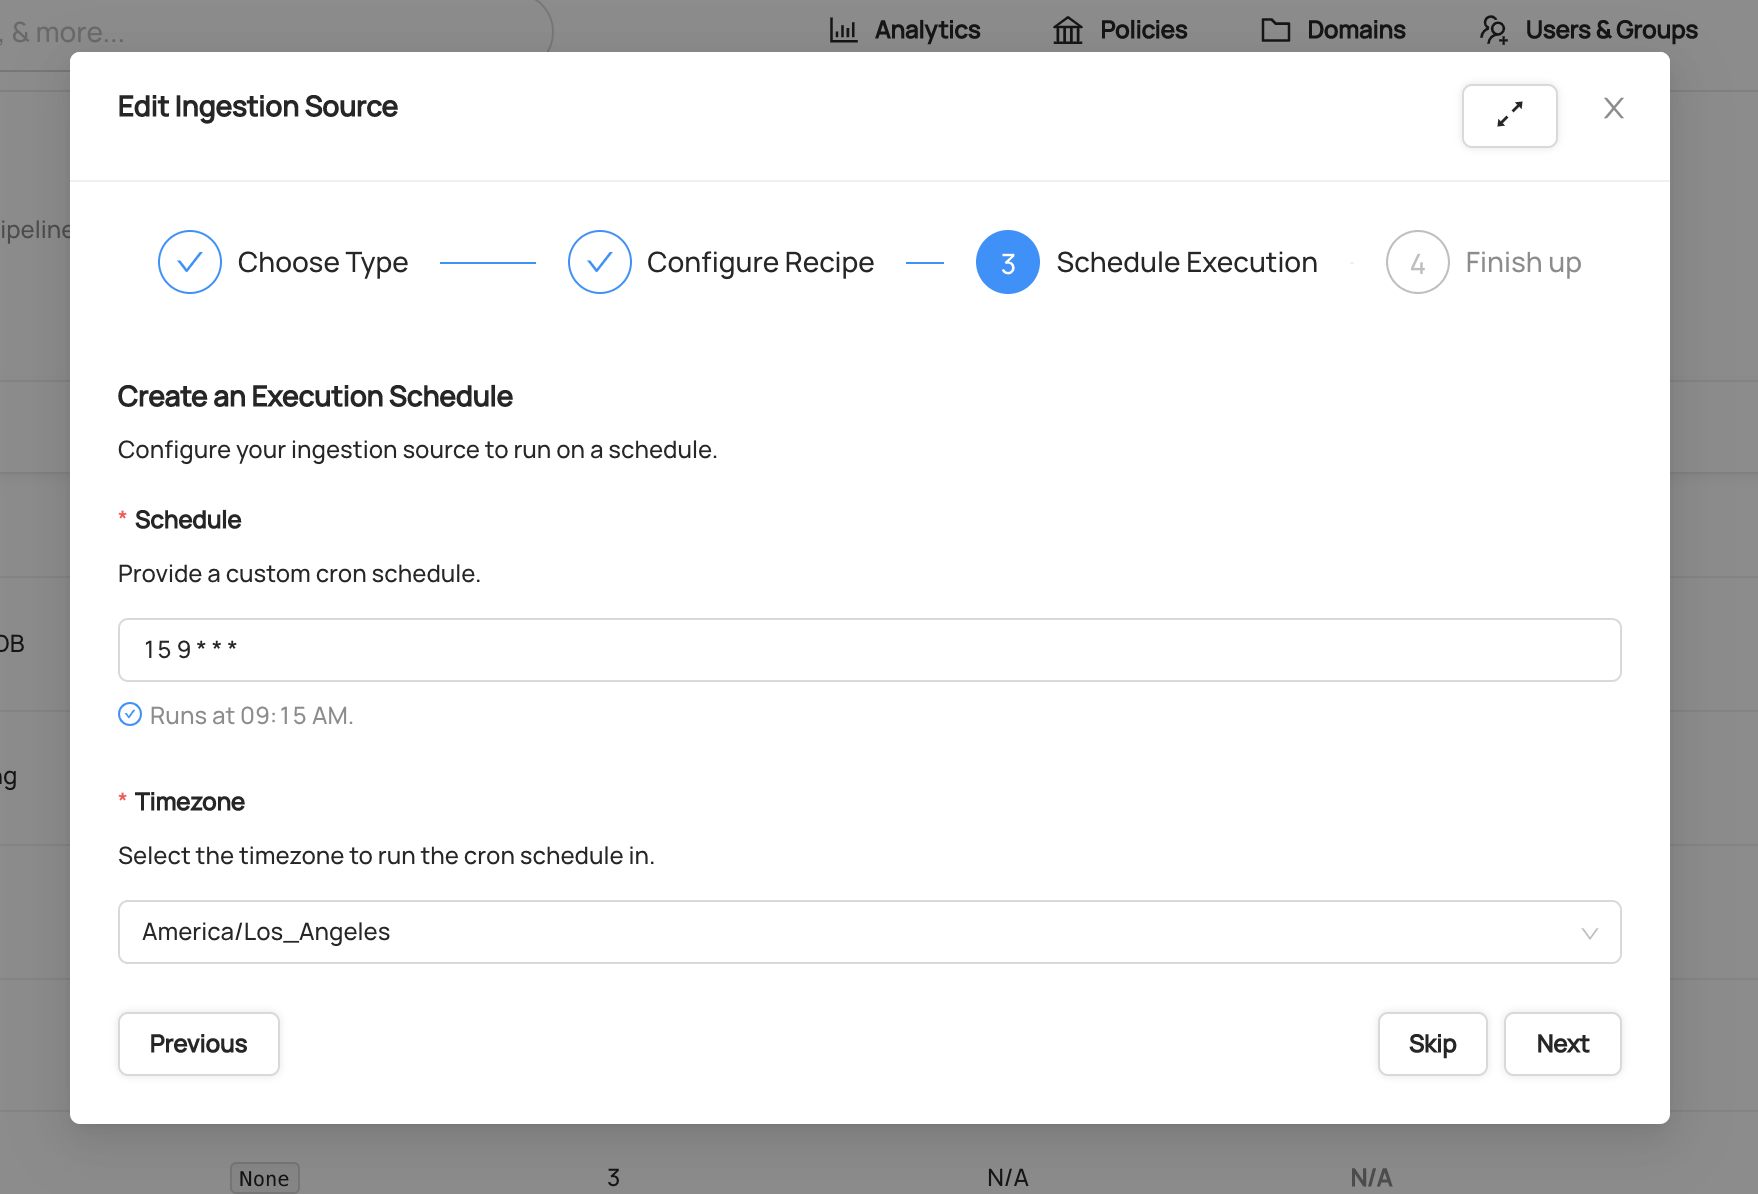 , & more...
Analytics
Policies
Domains
Users & Groups
Edit Ingestion Source
ipeline
Choose Type
Configure Recipe
3
Schedule Execution
4
Finish up
Create an Execution Schedule
Configure your ingestion source to run on a schedule.
* Schedule
Provide a custom cron schedule.
15 9 * * *
Runs at 09:15 AM.
* Timezone
Select the timezone to run the cron schedule in.
America/Los_Angeles
Previous
Skip
Next
DB
ng
None
3
N/A
N/A